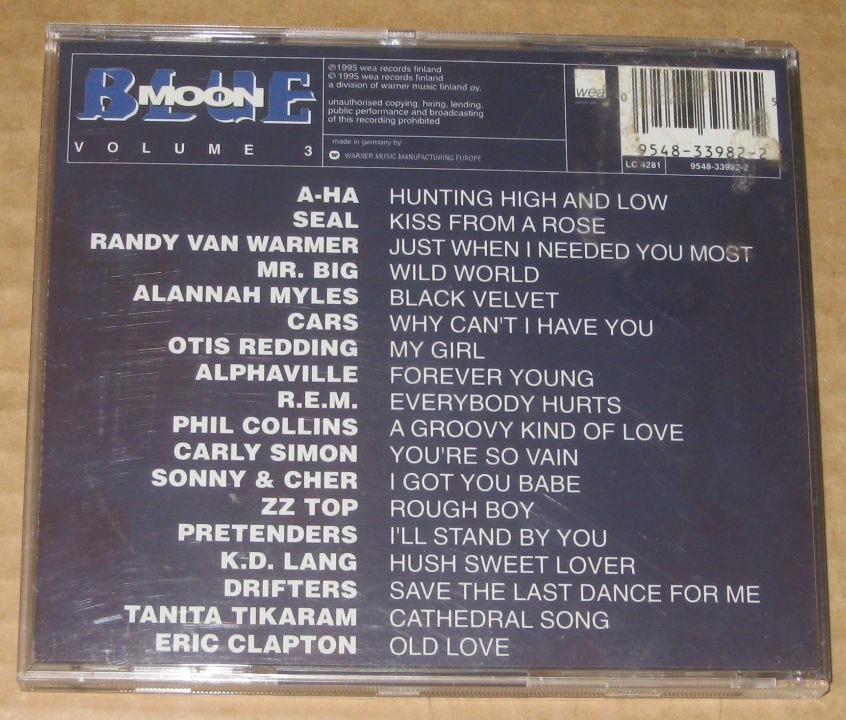 BLUE MOON
VOLUME 3
℗1995 wea records finland
© 1995 wea records finland
a division of warner music finland oy.
unauthorised copying, hiring, lending,
public performance and broadcasting
of this recording prohibited
made in germany by
WARNER MUSIC MANUFACTURING EUROPE
wea
0
5
9548-33982-2
LC 4281
9548-33982-2
A-HA HUNTING HIGH AND LOW
SEAL KISS FROM A ROSE
RANDY VAN WARMER JUST WHEN I NEEDED YOU MOST
MR. BIG WILD WORLD
ALANNAH MYLES BLACK VELVET
CARS WHY CAN'T I HAVE YOU
OTIS REDDING MY GIRL
ALPHAVILLE FOREVER YOUNG
R.E.M. EVERYBODY HURTS
PHIL COLLINS A GROOVY KIND OF LOVE
CARLY SIMON YOU'RE SO VAIN
SONNY & CHER I GOT YOU BABE
ZZ TOP ROUGH BOY
PRETENDERS I'LL STAND BY YOU
K.D. LANG HUSH SWEET LOVER
DRIFTERS SAVE THE LAST DANCE FOR ME
TANITA TIKARAM CATHEDRAL SONG
ERIC CLAPTON OLD LOVE